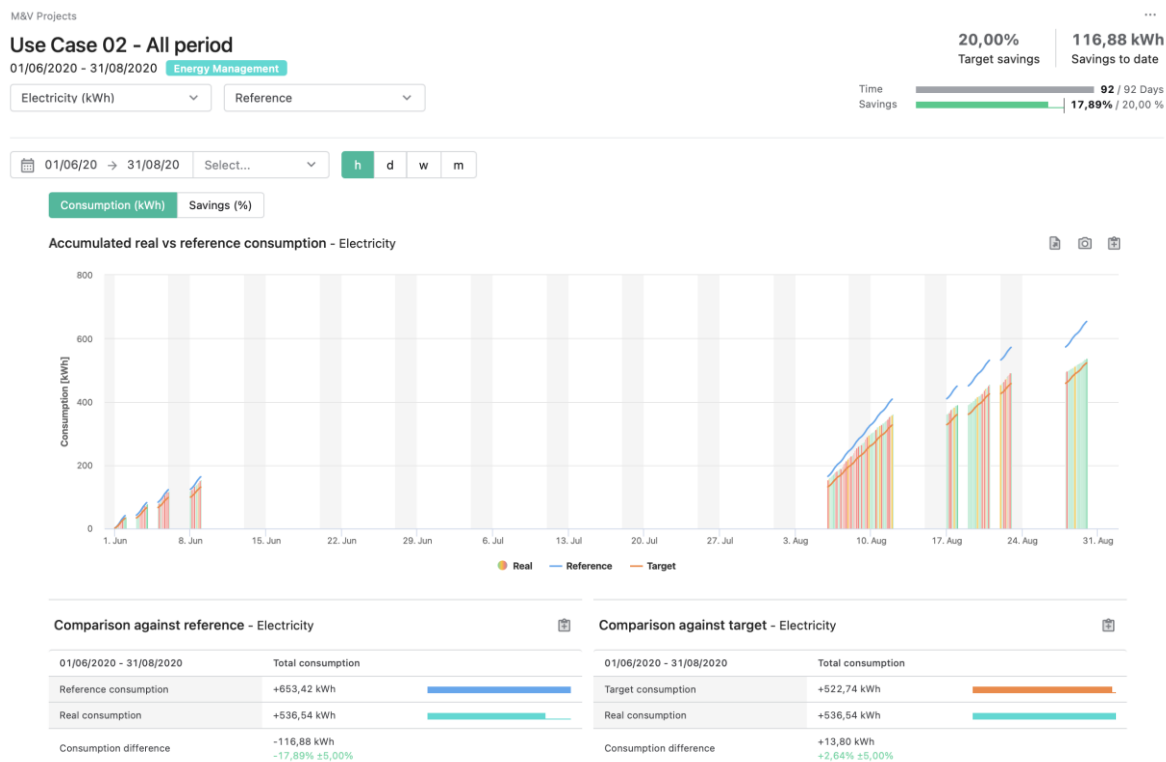 M&V Projects
...
Use Case 02 - All period
01/06/2020 - 31/08/2020 Energy Management
Electricity (kWh) Reference
20,00% 116,88 kWh
Target savings Savings to date
Time 92 / 92 Days
Savings 17,89% / 20,00 %
01/06/20 → 31/08/20 Select... h d w m
Consumption (kWh) Savings (%)
Accumulated real vs reference consumption - Electricity
Consumption [kWh]
800
600
400
200
0
1. Jun 8. Jun 15. Jun 22. Jun 29. Jun 6. Jul 13. Jul 20. Jul 27. Jul 3. Aug 10. Aug 17. Aug 24. Aug 31. Aug
Real Reference Target
Comparison against reference - Electricity
01/06/2020 - 31/08/2020 Total consumption
Reference consumption +653,42 kWh
Real consumption +536,54 kWh
Consumption difference -116,88 kWh
-17,89% ±5,00%
Comparison against target - Electricity
01/06/2020 - 31/08/2020 Total consumption
Target consumption +522,74 kWh
Real consumption +536,54 kWh
Consumption difference +13,80 kWh
+2,64% ±5,00%